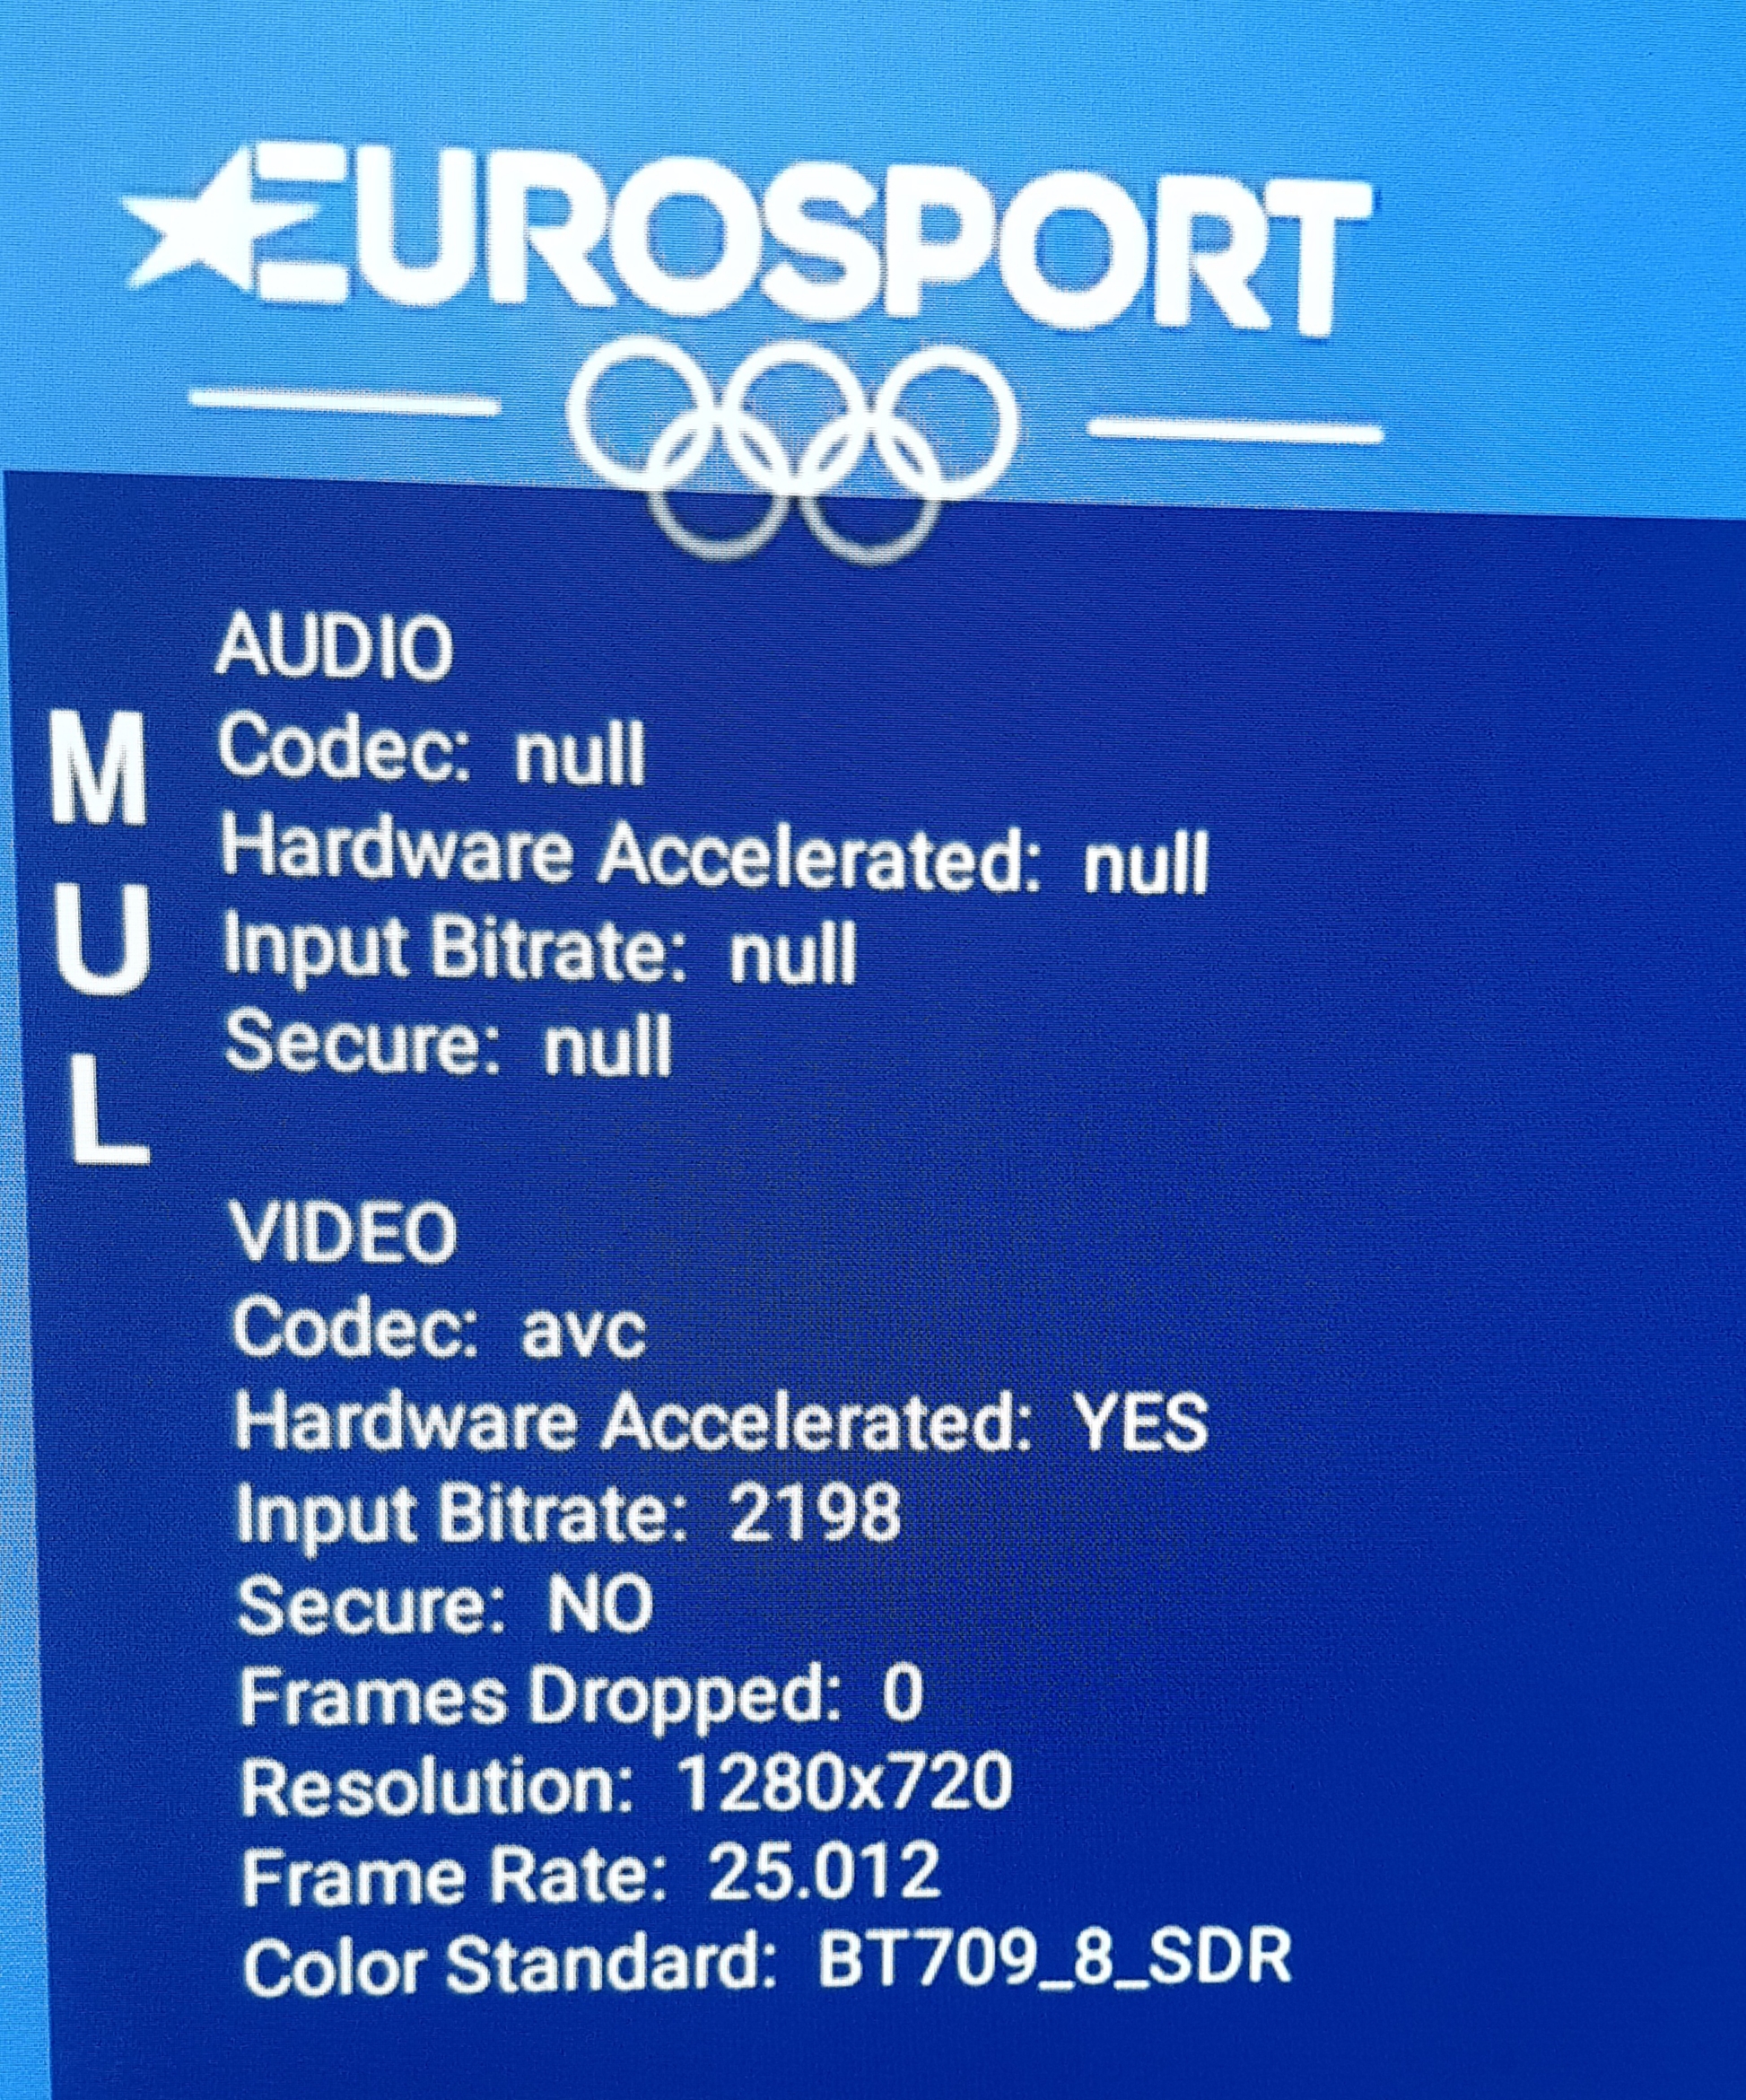 EUROSPORT
AUDIO
Codec: null
Hardware Accelerated: null
Input Bitrate: null
Secure: null
M
U
L
VIDEO
Codec: avc
Hardware Accelerated: YES
Input Bitrate: 2198
Secure: NO
Frames Dropped: 0
Resolution: 1280x720
Frame Rate: 25.012
Color Standard: BT709_8_SDR